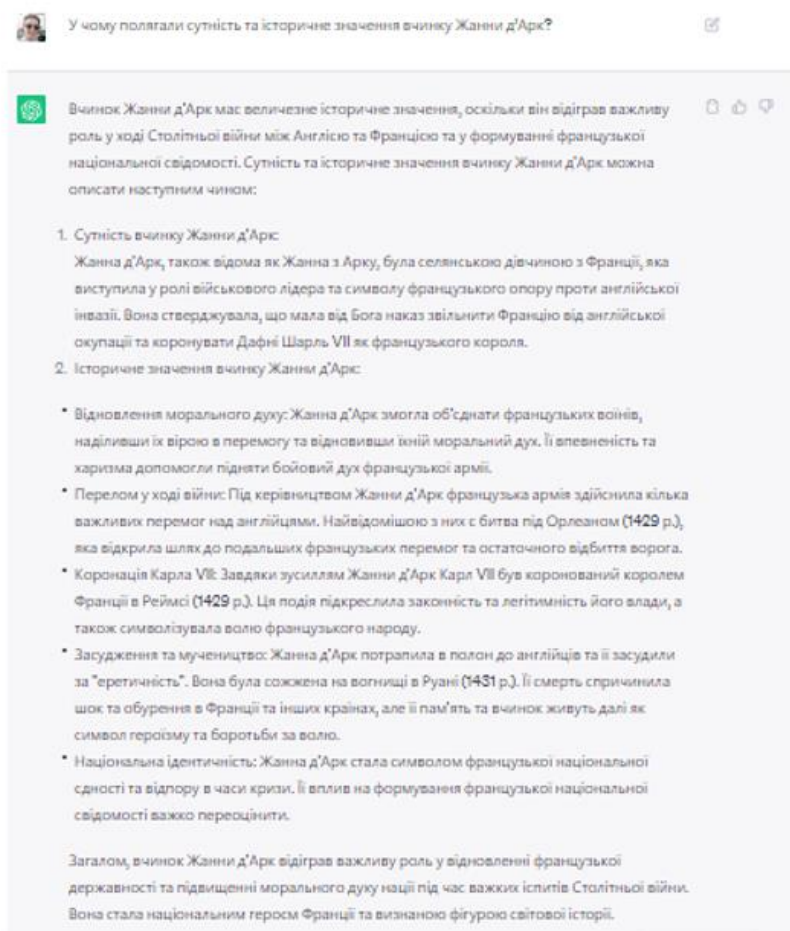 У чому полягали сутність та історичне значення вчинку Жанни д'Арк?
Вчинок Жанни д'Арк має величезне історичне значення, оскільки він відіграв важливу
роль у ході Столітньої війни між Англією та Францією та у формуванні французької
національної свідомості. Сутність та історичне значення вчинку Жанни д'Арк можна
описати наступним чином:
1. Сутність вчинку Жанни д'Арк:
Жанна д'Арк, також відома як Жанна з Арку, була селянською дівчиною з Франції, яка
виступила у ролі військового лідера та символу французького опору проти англійської
інвазії. Вона стверджувала, що мала від Бога наказ звільнити Францію від англійської
окупації та коронувати Дафні Шарль VII як французького короля.
2. Історичне значення вчинку Жанни д'Арк:
• Відновлення морального духу: Жанна д'Арк змогла об'єднати французьких воїнів,
наділивши їх вірою в перемогу та відновивши їхній моральний дух. Її впевненість та
харизма допомогли підняти бойовий дух французької армії.
• Перелом у ході війни: Під керівництвом Жанни д'Арк французька армія здійснила кілька
важливих перемог над англійцями. Найвідомішою з них є битва під Орлеаном (1429 р.),
яка відкрила шлях до подальших французьких перемог та остаточного відбиття ворога.
• Коронація Карла VII: Завдяки зусиллям Жанни д'Арк Карл VII був коронований королем
Франції в Реймсі (1429 р.). Ця подія підкреслила законність та легітимність його влади, а
також символізувала волю французького народу.
• Засудження та мучеництво: Жанна д'Арк потрапила в полон до англійців та її засудили
за "еретичність". Вона була сожжена на вогнищі в Руані (1431 р.). Її смерть спричинила
шок та обурення в Франції та інших країнах, але її пам'ять та вчинок живуть далі як
символ героїзму та боротьби за волю.
• Національна ідентичність: Жанна д'Арк стала символом французької національної
єдності та відпору в часи кризи. Її вплив на формування французької національної
свідомості важко переоцінити.
Загалом, вчинок Жанни д'Арк відіграв важливу роль у відновленні французької
державності та підвищенні морального духу нації під час важких іспитів Столітньої війни.
Вона стала національним героєм Франції та визнаною фігурою світової історії.